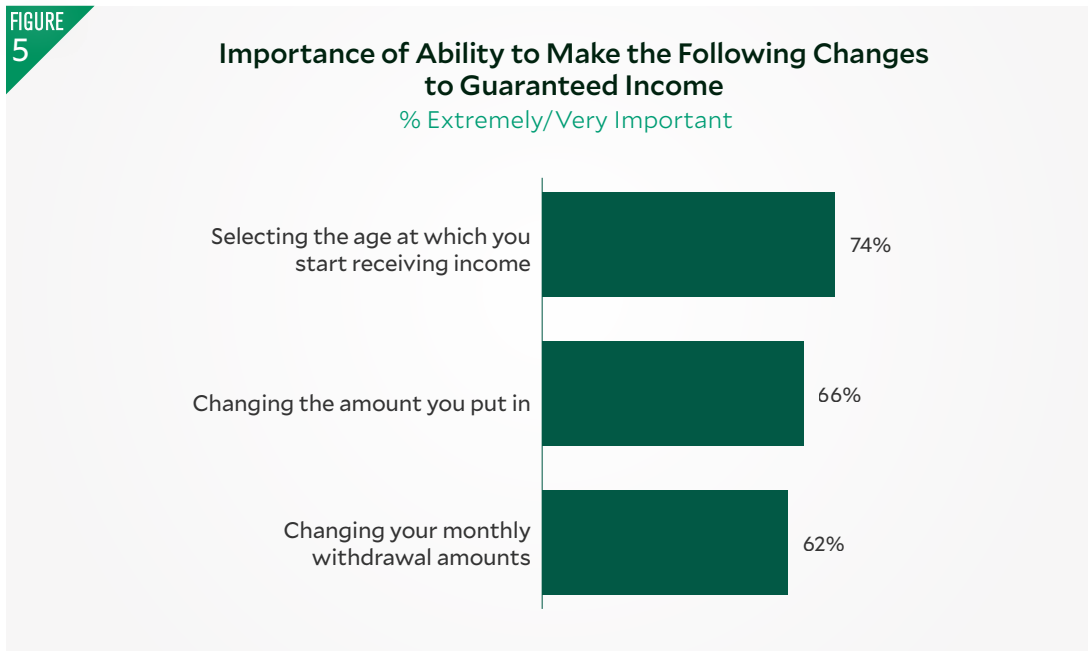 FIGURE
5
Importance of Ability to Make the Following Changes
to Guaranteed Income
% Extremely/Very Important
Selecting the age at which you
start receiving income
74%
Changing the amount you put in
66%
Changing your monthly
withdrawal amounts
62%